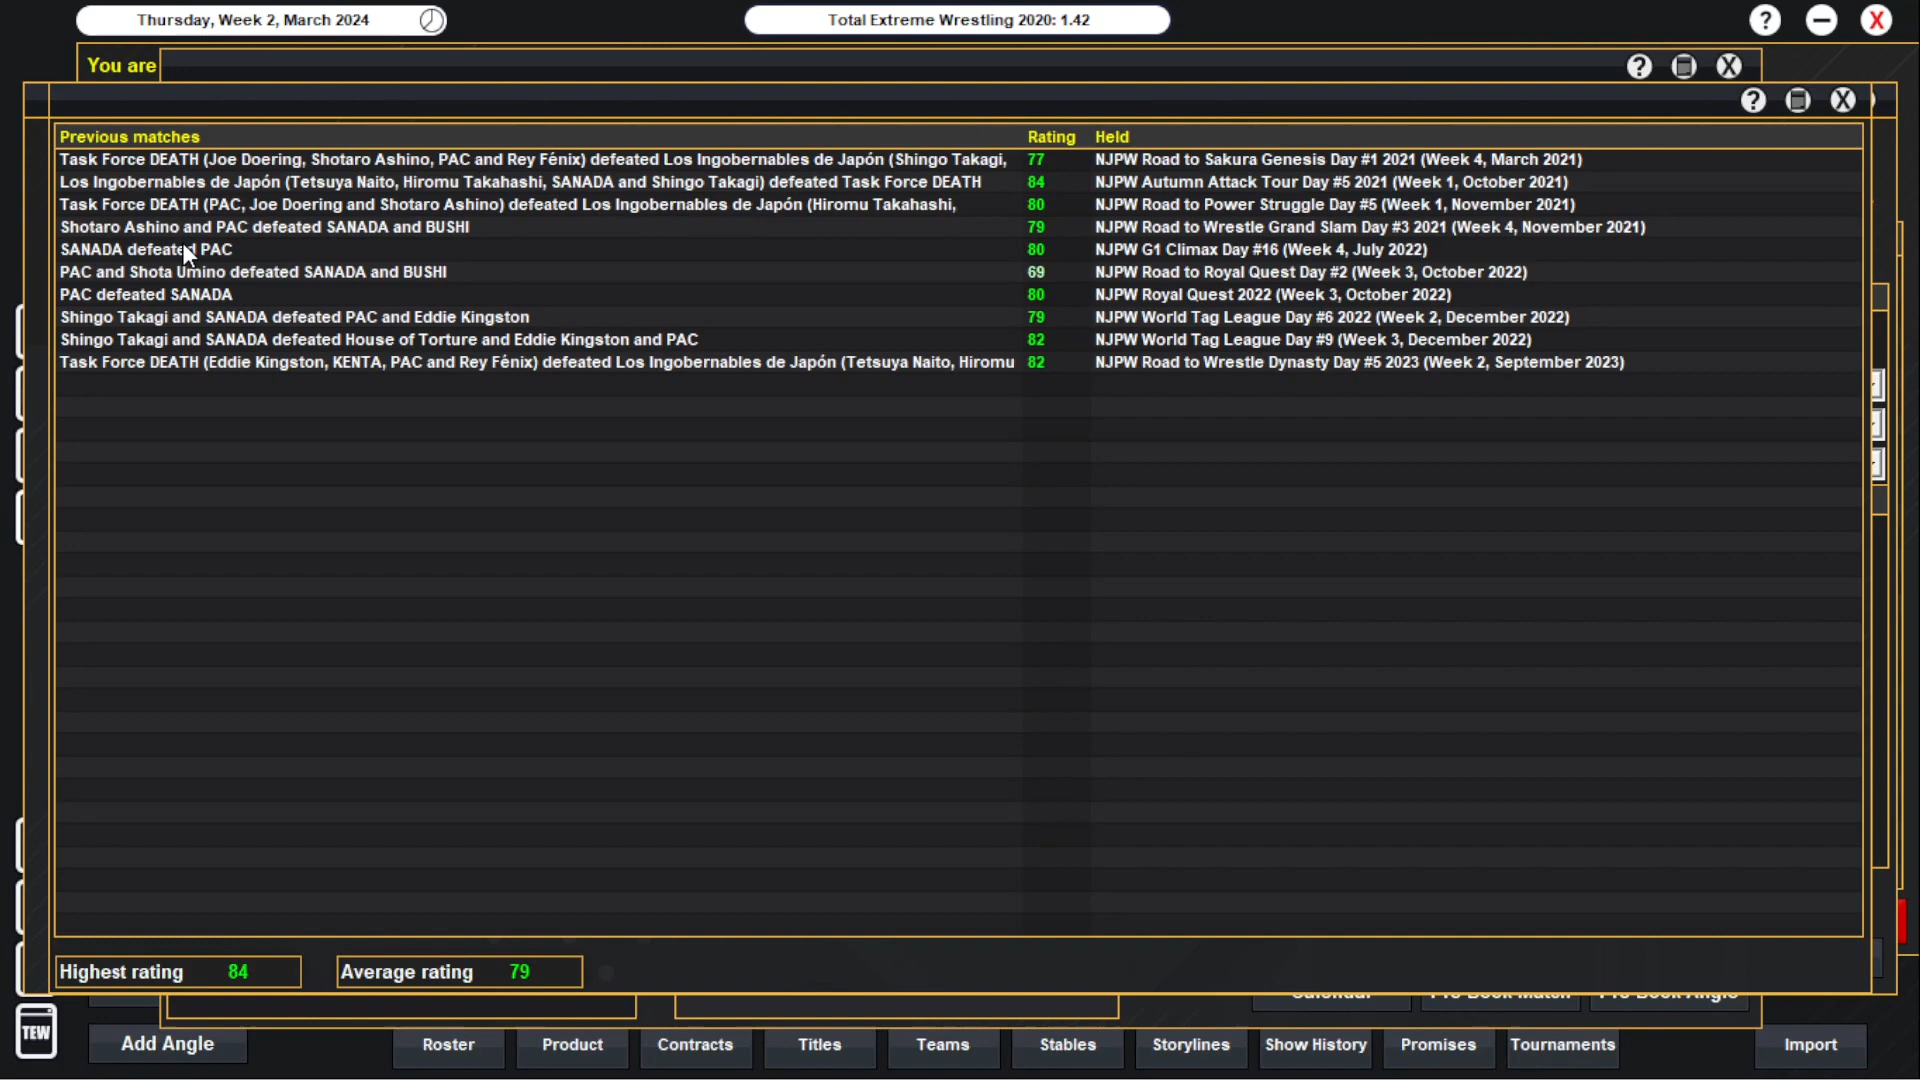 Thursday, Week 2, March 2024
Total Extreme Wrestling 2020: 1.42
? X
You are
? X
? X
Previous matches Rating Held
Task Force DEATH (Joe Doering, Shotaro Ashino, PAC and Rey Fénix) defeated Los Ingobernables de Japón (Shingo Takagi, 77 NJPW Road to Sakura Genesis Day #1 2021 (Week 4, March 2021)
Los Ingobernables de Japón (Tetsuya Naito, Hiromu Takahashi, SANADA and Shingo Takagi) defeated Task Force DEATH 84 NJPW Autumn Attack Tour Day #5 2021 (Week 1, October 2021)
Task Force DEATH (PAC, Joe Doering and Shotaro Ashino) defeated Los Ingobernables de Japón (Hiromu Takahashi, 80 NJPW Road to Power Struggle Day #5 (Week 1, November 2021)
Shotaro Ashino and PAC defeated SANADA and BUSHI 79 NJPW Road to Wrestle Grand Slam Day #3 2021 (Week 4, November 2021)
SANADA defeated PAC 80 NJPW G1 Climax Day #16 (Week 4, July 2022)
PAC and Shota Umino defeated SANADA and BUSHI 69 NJPW Road to Royal Quest Day #2 (Week 3, October 2022)
PAC defeated SANADA 80 NJPW Royal Quest 2022 (Week 3, October 2022)
Shingo Takagi and SANADA defeated PAC and Eddie Kingston 79 NJPW World Tag League Day #6 2022 (Week 2, December 2022)
Shingo Takagi and SANADA defeated House of Torture and Eddie Kingston and PAC 82 NJPW World Tag League Day #9 (Week 3, December 2022)
Task Force DEATH (Eddie Kingston, KENTA, PAC and Rey Fénix) defeated Los Ingobernables de Japón (Tetsuya Naito, Hiromu 82 NJPW Road to Wrestle Dynasty Day #5 2023 (Week 2, September 2023)
Highest rating 84 Average rating 79
Calendar Pre-Book Match Pre-Book Angle
TEW
Add Angle Roster Product Contracts Titles Teams Stables Storylines Show History Promises Tournaments Import